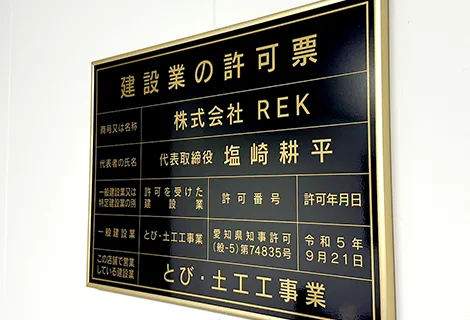 建設業の許可票
商号又は名称 株式会社 REK
代表者の氏名 代表取締役 塩崎耕平
一般建設業又は
特定建設業の別
許可を受けた
建設業
許可番号
許可年月日
一般建設業
とび・土工工事業
愛知県知事許可
(般-5)第74835号
令和5年
9月21日
この店舗で営業
している建設業
とび・土工工事業